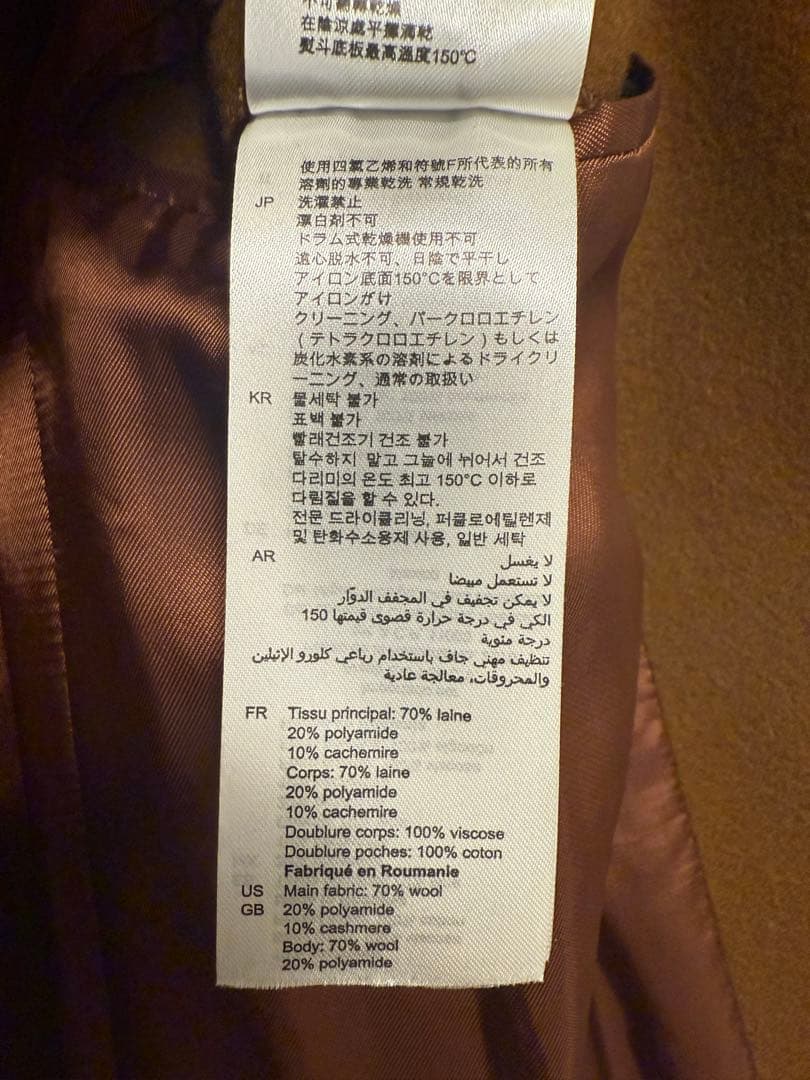 不可翻轉乾燥
在陰涼處平攤滴乾
熨斗底板最高溫度150℃
使用四氯乙烯和符號F所代表的所有
溶劑的專業乾洗 常規乾洗
JP 洗濯禁止
漂白剤不可
ドラム式乾燥機使用不可
遠心脱水不可、日陰で平干し
アイロン底面150°Cを限界として
アイロンがけ
クリーニング、パークロロエチレン
(テトラクロロエチレン)もしくは
炭化水素系の溶剤によるドライクリ
ーニング、通常の取扱い
KR 물세탁 불가
표백 불가
빨래건조기 건조 불가
탈수하지 말고 그늘에 뉘어서 건조
다리미의 온도 최고 150°C 이하로
다림질을 할 수 있다.
전문 드라이클리닝, 퍼클로에틸렌제
및 탄화수소용제 사용, 일반 세탁
AR لا يغسل
لا تستعمل مبيضا
لا يمكن تجفيف في المجفف الدوّار
الكي في درجة حرارة قصوى قيمتها 150
درجة مئوية
تنظيف مهني جاف باستخدام رباعي كلورو الإثيلين
والمحروقات، معالجة عادية
FR Tissu principal: 70% laine
20% polyamide
10% cachemire
Corps: 70% laine
20% polyamide
10% cachemire
Doublure corps: 100% viscose
Doublure poches: 100% coton
Fabriqué en Roumanie
US Main fabric: 70% wool
GB 20% polyamide
10% cashmere
Body: 70% wool
20% polyamide